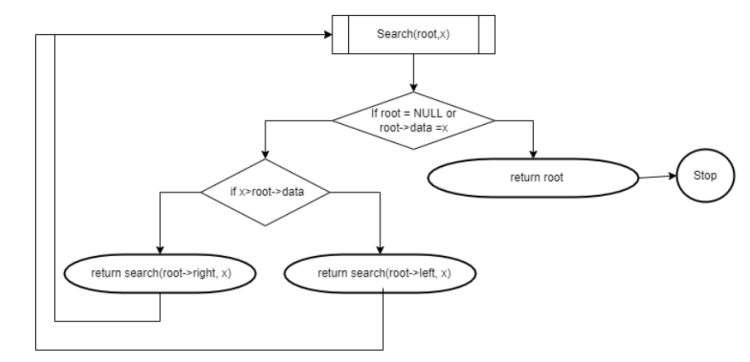 Search(root,x)
If root = NULL or
root->data =x
return root
Stop
if x>root->data
return search(root->right, x)
return search(root->left, x)